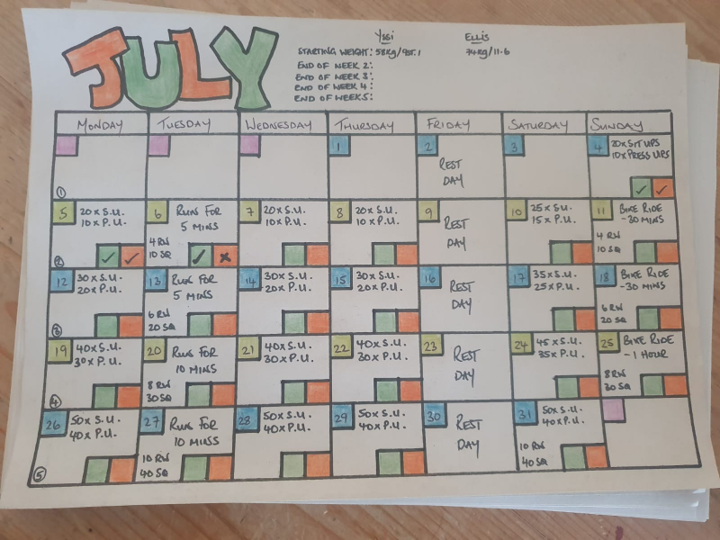 JULY
Yssi
Ellis
STARTING WEIGHT: 58kg/9st.1
74kg/11.6
END OF WEEK 2:
END OF WEEK 3:
END OF WEEK 4:
END OF WEEK 5:
MONDAY TUESDAY WEDNESDAY THURSDAY FRIDAY SATURDAY SUNDAY
1
1
2 REST DAY
3
4 20x SIT UPS
10x PRESS UPS
2
5 20x S.U.
10x P.U.
6 RUN FOR
5 MINS
4 RW
10 SQ
7 20x S.U.
10x P.U.
8 20x S.U.
10x P.U.
9 REST DAY
10 25x S.U.
15x P.U.
11 BIKE RIDE
-30 MINS
4 RW
10 SQ
3
12 30x S.U.
20x P.U.
13 RUN FOR
5 MINS
6 RW
20 SQ
14 30x S.U.
20x P.U.
15 30x S.U.
20x P.U.
16 REST DAY
17 35x S.U.
25x P.U.
18 BIKE RIDE
-30 MINS
6 RW
20 SQ
4
19 40x S.U.
30x P.U.
20 RUN FOR
10 MINS
8 RW
30 SQ
21 40x S.U.
30x P.U.
22 40x S.U.
30x P.U.
23 REST DAY
24 45x S.U.
35x P.U.
25 BIKE RIDE
-1 HOUR
8 RW
30 SQ
5
26 50x S.U.
40x P.U.
27 RUN FOR
10 MINS
10 RW
40 SQ
28 50x S.U.
40x P.U.
29 50x S.U.
40x P.U.
30 REST DAY
31 50x S.U.
40x P.U.
10 RW
40 SQ